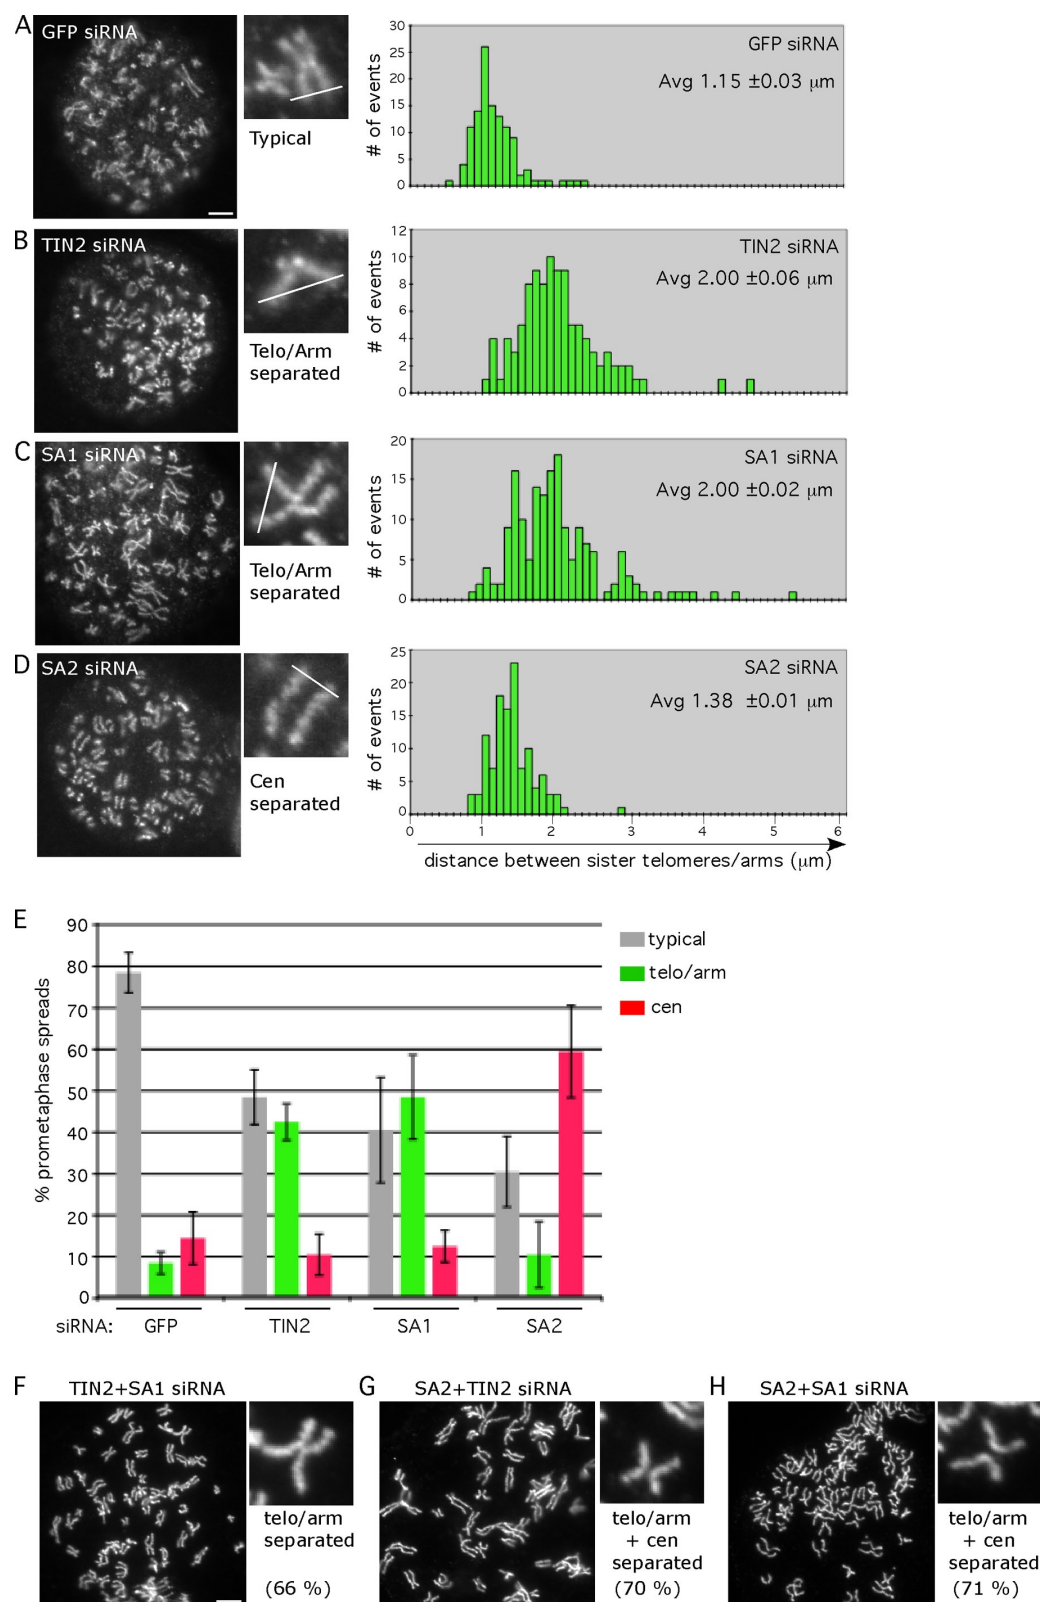 A
GFP siRNA
Typical
# of events
30
25
20
15
10
5
0
GFP siRNA
Avg 1.15 ±0.03 μm
B
TIN2 siRNA
Telo/Arm
separated
# of events
12
10
8
6
4
2
0
TIN2 siRNA
Avg 2.00 ±0.06 μm
C
SA1 siRNA
Telo/Arm
separated
# of events
20
15
10
5
0
SA1 siRNA
Avg 2.00 ±0.02 μm
D
SA2 siRNA
Cen
separated
# of events
25
20
15
10
5
0
SA2 siRNA
Avg 1.38 ±0.01 μm
0 1 2 3 4 5 6
distance between sister telomeres/arms (μm)
E
% prometaphase spreads
90
80
70
60
50
40
30
20
10
0
typical
telo/arm
cen
siRNA: GFP TIN2 SA1 SA2
F
TIN2+SA1 siRNA
telo/arm
separated
(66 %)
G
SA2+TIN2 siRNA
telo/arm
+ cen
separated
(70 %)
H
SA2+SA1 siRNA
telo/arm
+ cen
separated
(71 %)